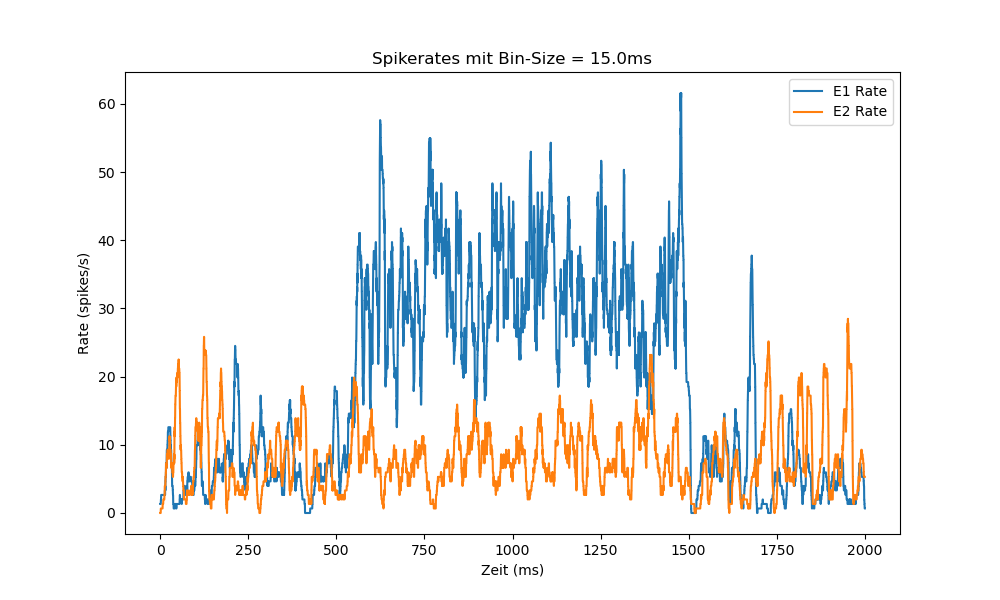 Spikerates mit Bin-Size = 15.0ms
E1 Rate
E2 Rate
60
50
40
30
20
10
0
Rate (spikes/s)
0 250 500 750 1000 1250 1500 1750 2000
Zeit (ms)